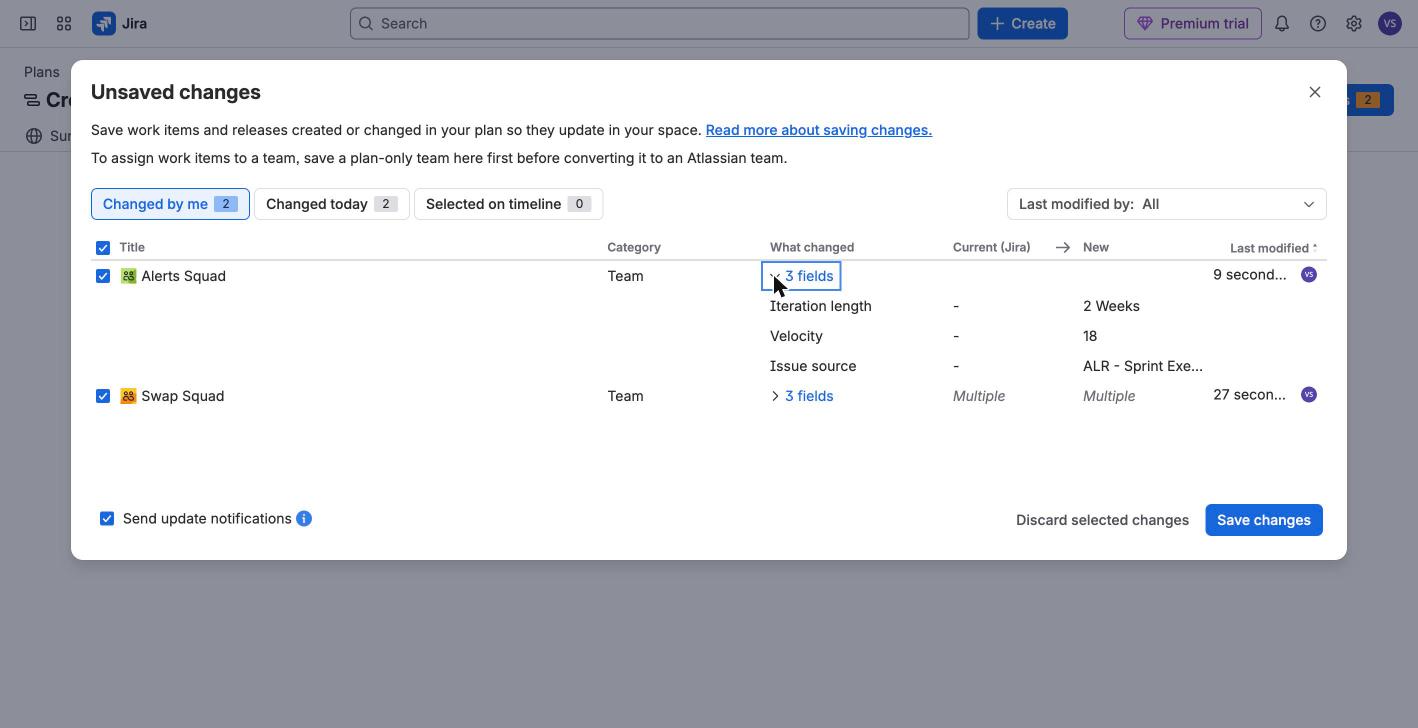 Jira
Search
Create
Premium trial
VS
Plans
2
Unsaved changes
Save work items and releases created or changed in your plan so they update in your space. Read more about saving changes.
To assign work items to a team, save a plan-only team here first before converting it to an Atlassian team.
Changed by me 2
Changed today 2
Selected on timeline 0
Last modified by: All
Title Category What changed Current (Jira) → New Last modified
Alerts Squad Team 3 fields 9 second... VS
Iteration length - 2 Weeks
Velocity - 18
Issue source - ALR - Sprint Exe...
Swap Squad Team 3 fields Multiple Multiple 27 secon... VS
Send update notifications
Discard selected changes
Save changes